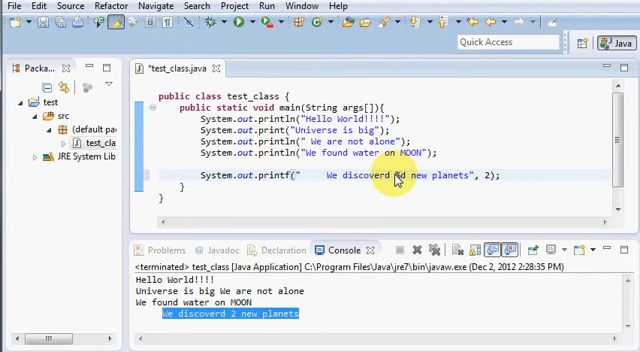 File Edit Source Refactor Navigate Search Project Run Window Help
Quick Access
Java
Packa...
*test_class.java
test
src
(default pa
test_cla
JRE System Lib
public class test_class {
public static void main(String args[]){
System.out.println("Hello World!!!!");
System.out.print("Universe is big");
System.out.println(" We are not alone");
System.out.println("We found water on MOON");
System.out.printf("     We discoverd %d new planets", 2);
}
}
Problems Javadoc Declaration Console
<terminated> test_class [Java Application] C:\Program Files\Java\jre7\bin\javaw.exe (Dec 2, 2012 2:28:35 PM)
Hello World!!!!
Universe is big We are not alone
We found water on MOON
We discoverd 2 new planets